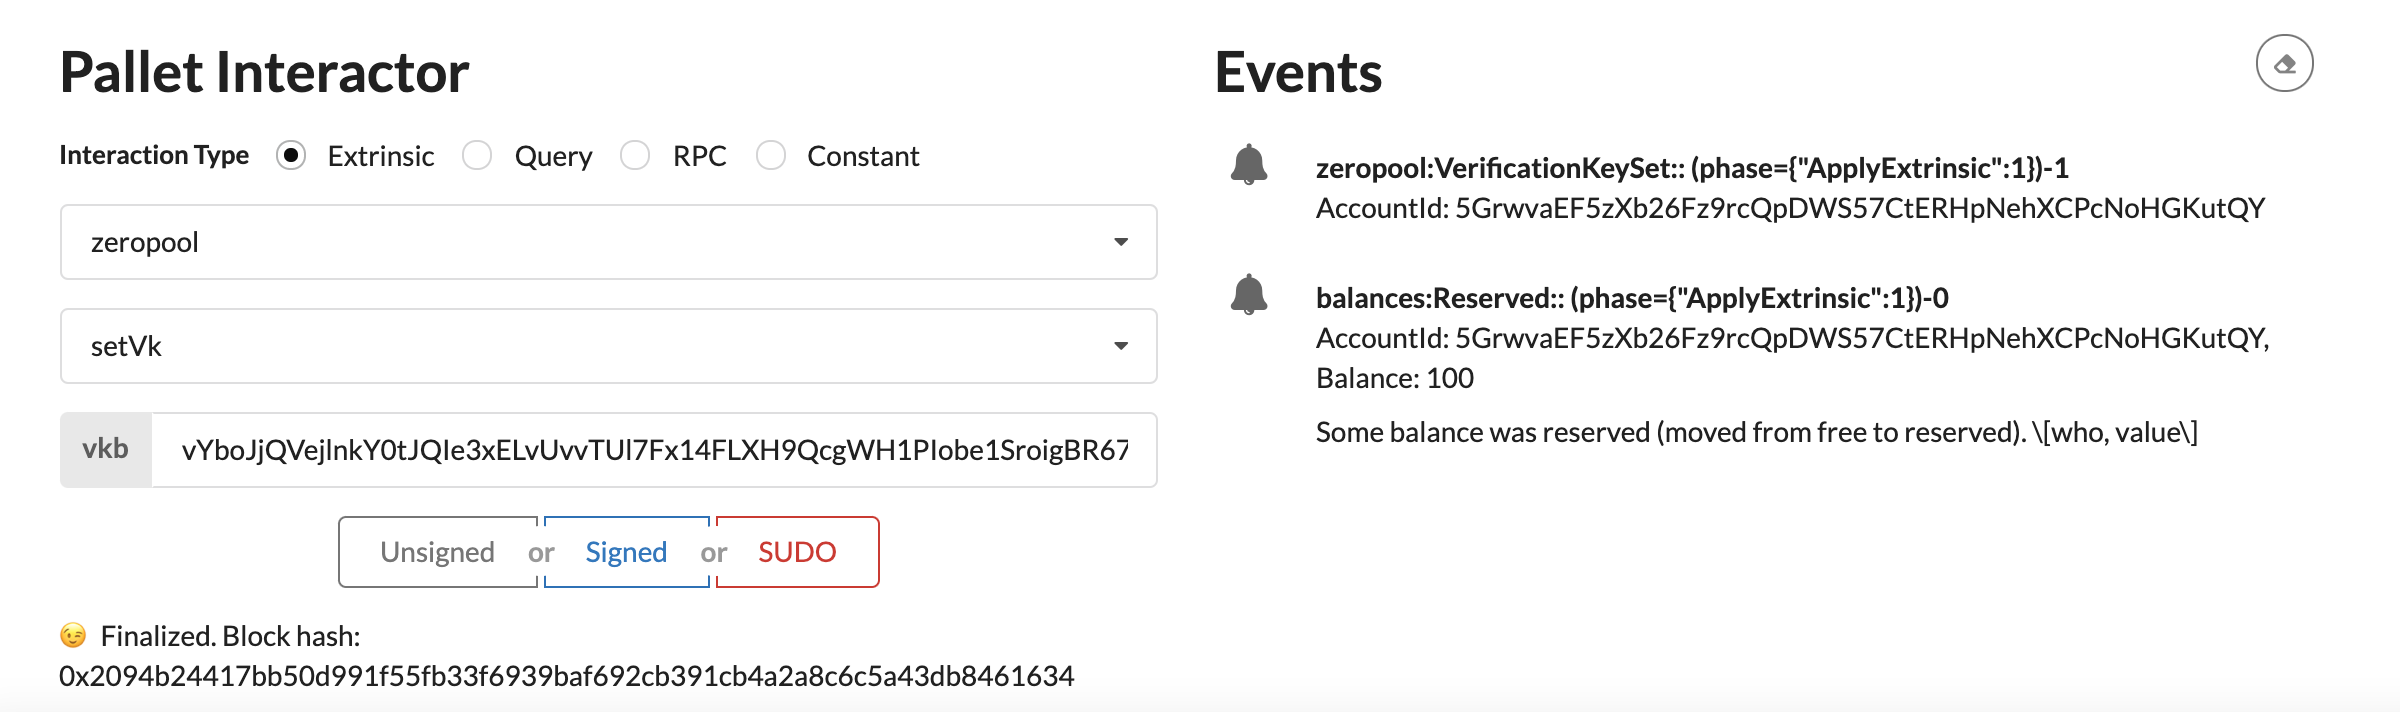 Pallet Interactor
Interaction Type Extrinsic Query RPC Constant
zeropool
setVk
vkb vYboJjQVejlnkY0tJQIe3xELvUvvTUl7Fx14FLXH9QcgWH1PIobe1SroigBR67
Unsigned or Signed or SUDO
😉 Finalized. Block hash:
0x2094b24417bb50d991f55fb33f6939baf692cb391cb4a2a8c6c5a43db8461634
Events
zeropool:VerificationKeySet:: (phase={"ApplyExtrinsic":1})-1
AccountId: 5GrwvaEF5zXb26Fz9rcQpDWS57CtERHpNehXCPcNoHGKutQY
balances:Reserved:: (phase={"ApplyExtrinsic":1})-0
AccountId: 5GrwvaEF5zXb26Fz9rcQpDWS57CtERHpNehXCPcNoHGKutQY,
Balance: 100
Some balance was reserved (moved from free to reserved). \[who, value\]